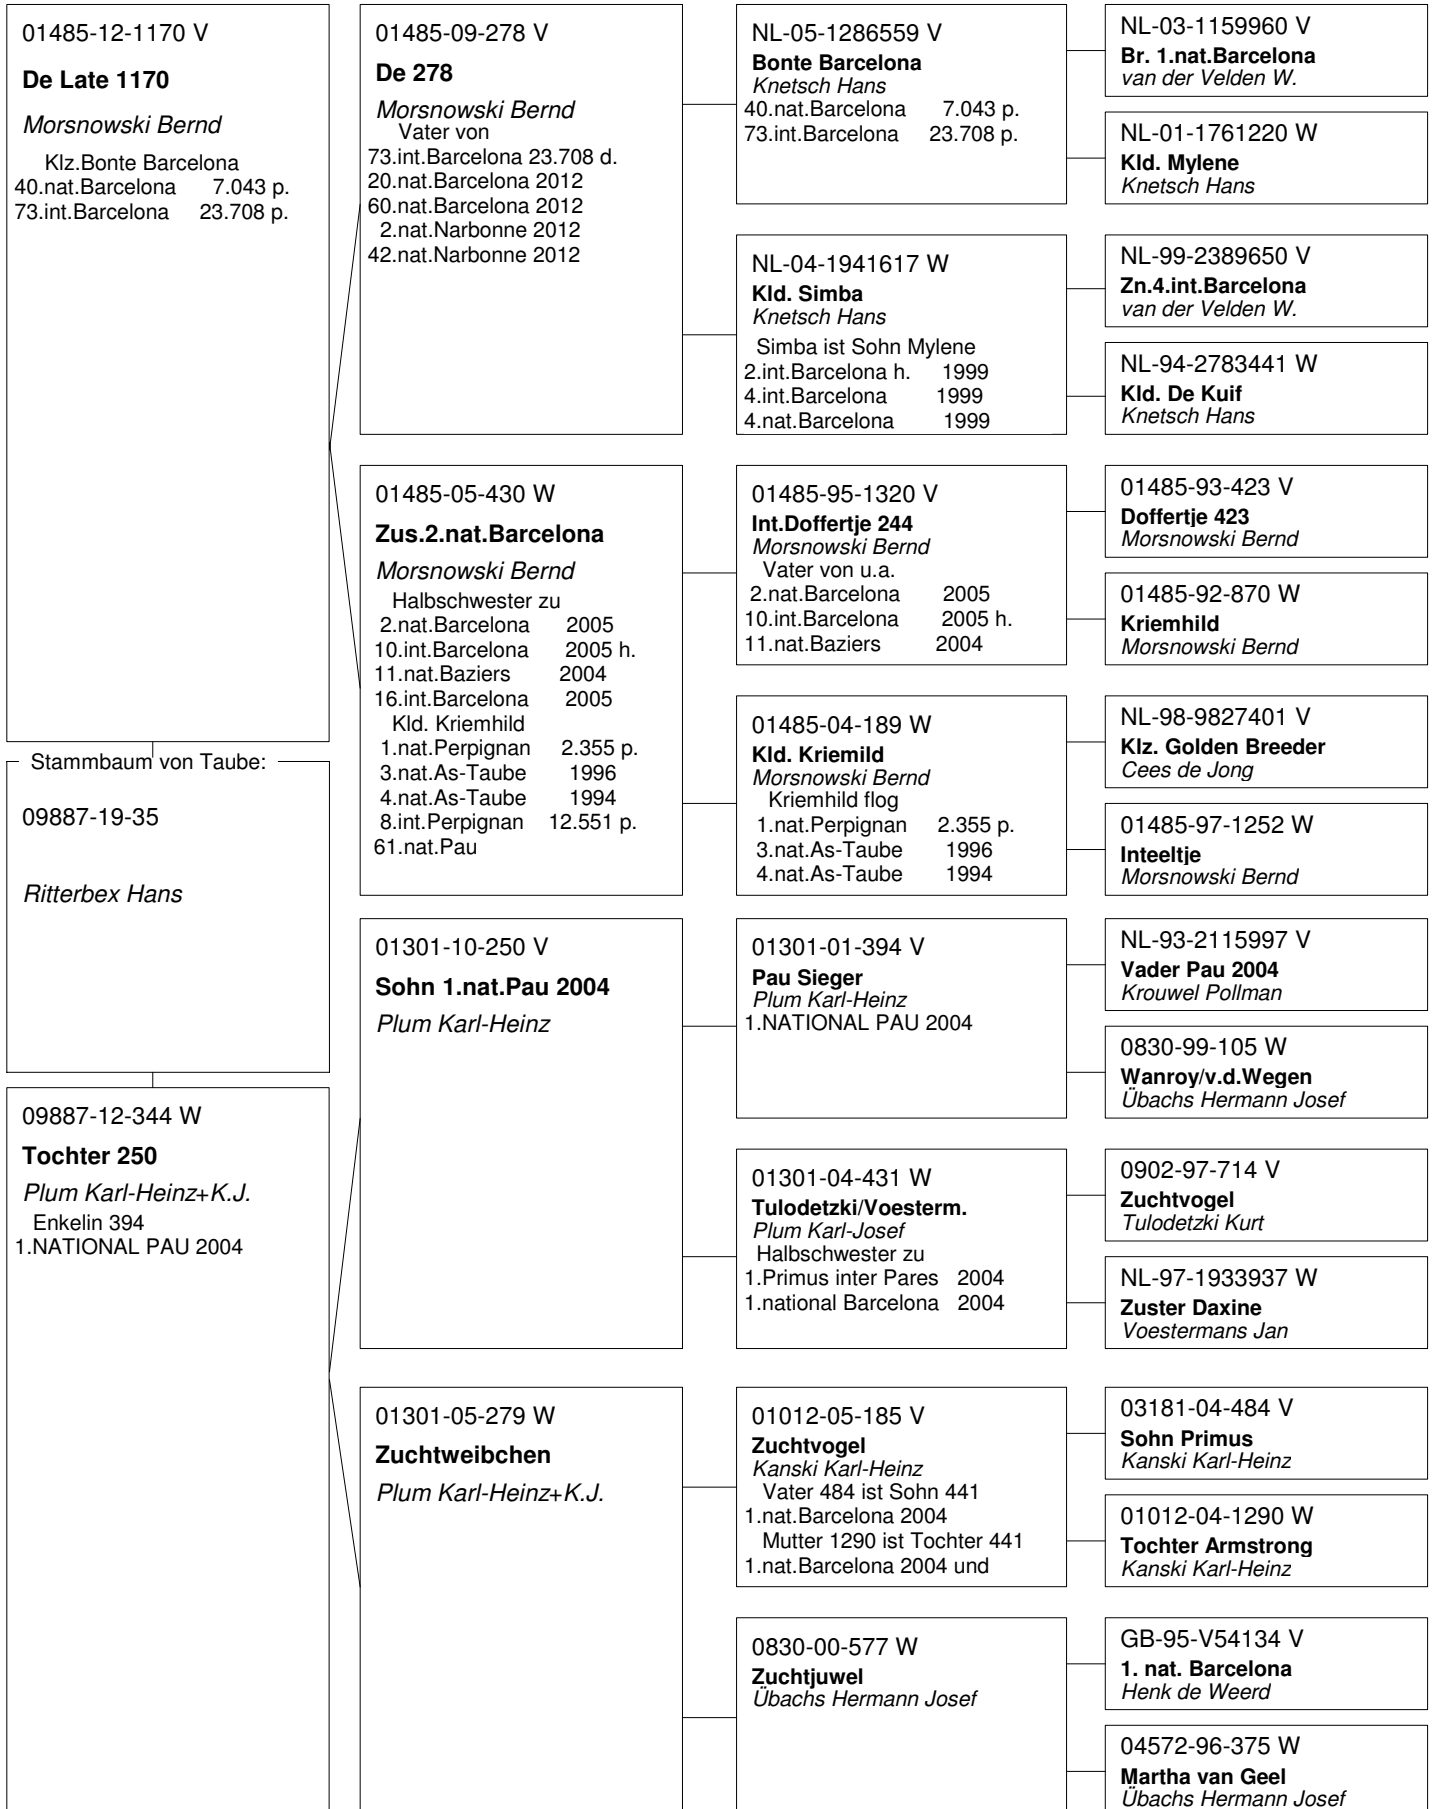 01485-12-1170 V
De Late 1170
Morsnowski Bernd
Klz.Bonte Barcelona
40.nat.Barcelona 7.043 p.
73.int.Barcelona 23.708 p.
Stammbaum von Taube:
09887-19-35
Ritterbex Hans
09887-12-344 W
Tochter 250
Plum Karl-Heinz+K.J.
Enkelin 394
1.NATIONAL PAU 2004
01485-09-278 V
De 278
Morsnowski Bernd
Vater von
73.int.Barcelona 23.708 d.
20.nat.Barcelona 2012
60.nat.Barcelona 2012
2.nat.Narbonne 2012
42.nat.Narbonne 2012
01485-05-430 W
Zus.2.nat.Barcelona
Morsnowski Bernd
Halbschwester zu
2.nat.Barcelona 2005
10.int.Barcelona 2005 h.
11.nat.Baziers 2004
16.int.Barcelona 2005
Kld. Kriemhild
1.nat.Perpignan 2.355 p.
3.nat.As-Taube 1996
4.nat.As-Taube 1994
8.int.Perpignan 12.551 p.
61.nat.Pau
01301-10-250 V
Sohn 1.nat.Pau 2004
Plum Karl-Heinz
01301-05-279 W
Zuchtweibchen
Plum Karl-Heinz+K.J.
NL-05-1286559 V
Bonte Barcelona
Knetsch Hans
40.nat.Barcelona 7.043 p.
73.int.Barcelona 23.708 p.
NL-04-1941617 W
Kld. Simba
Knetsch Hans
Simba ist Sohn Mylene
2.int.Barcelona h. 1999
4.int.Barcelona 1999
4.nat.Barcelona 1999
01485-95-1320 V
Int.Doffertje 244
Morsnowski Bernd
Vater von u.a.
2.nat.Barcelona 2005
10.int.Barcelona 2005 h.
11.nat.Baziers 2004
01485-04-189 W
Kld. Kriemild
Morsnowski Bernd
Kriemhild flog
1.nat.Perpignan 2.355 p.
3.nat.As-Taube 1996
4.nat.As-Taube 1994
01301-01-394 V
Pau Sieger
Plum Karl-Heinz
1.NATIONAL PAU 2004
01301-04-431 W
Tulodetzki/Voesterm.
Plum Karl-Josef
Halbschwester zu
1.Primus inter Pares 2004
1.national Barcelona 2004
01012-05-185 V
Zuchtvogel
Kanski Karl-Heinz
Vater 484 ist Sohn 441
1.nat.Barcelona 2004
Mutter 1290 ist Tochter 441
1.nat.Barcelona 2004 und
0830-00-577 W
Zuchtjuwel
Übachs Hermann Josef
NL-03-1159960 V
Br. 1.nat.Barcelona
van der Velden W.
NL-01-1761220 W
Kld. Mylene
Knetsch Hans
NL-99-2389650 V
Zn.4.int.Barcelona
van der Velden W.
NL-94-2783441 W
Kld. De Kuif
Knetsch Hans
01485-93-423 V
Doffertje 423
Morsnowski Bernd
01485-92-870 W
Kriemhild
Morsnowski Bernd
NL-98-9827401 V
Klz. Golden Breeder
Cees de Jong
01485-97-1252 W
Inteeltje
Morsnowski Bernd
NL-93-2115997 V
Vader Pau 2004
Krouwel Pollman
0830-99-105 W
Wanroy/v.d.Wegen
Übachs Hermann Josef
0902-97-714 V
Zuchtvogel
Tulodetzki Kurt
NL-97-1933937 W
Zuster Daxine
Voestermans Jan
03181-04-484 V
Sohn Primus
Kanski Karl-Heinz
01012-04-1290 W
Tochter Armstrong
Kanski Karl-Heinz
GB-95-V54134 V
1. nat. Barcelona
Henk de Weerd
04572-96-375 W
Martha van Geel
Übachs Hermann Josef